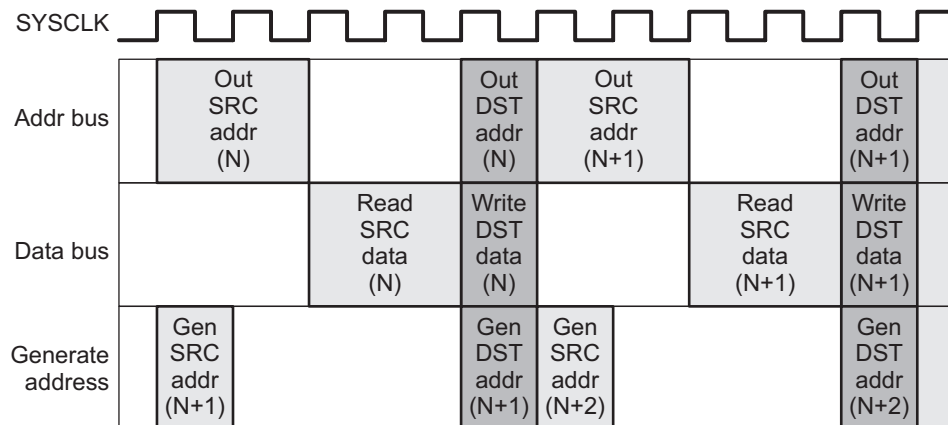 SYSCLK
Addr bus
Out
SRC
addr
(N)
Out
DST
addr
(N)
Out
SRC
addr
(N+1)
Out
DST
addr
(N+1)
Data bus
Read
SRC
data
(N)
Write
DST
data
(N)
Read
SRC
data
(N+1)
Write
DST
data
(N+1)
Generate
address
Gen
SRC
addr
(N+1)
Gen
DST
addr
(N+1)
Gen
SRC
addr
(N+2)
Gen
DST
addr
(N+2)